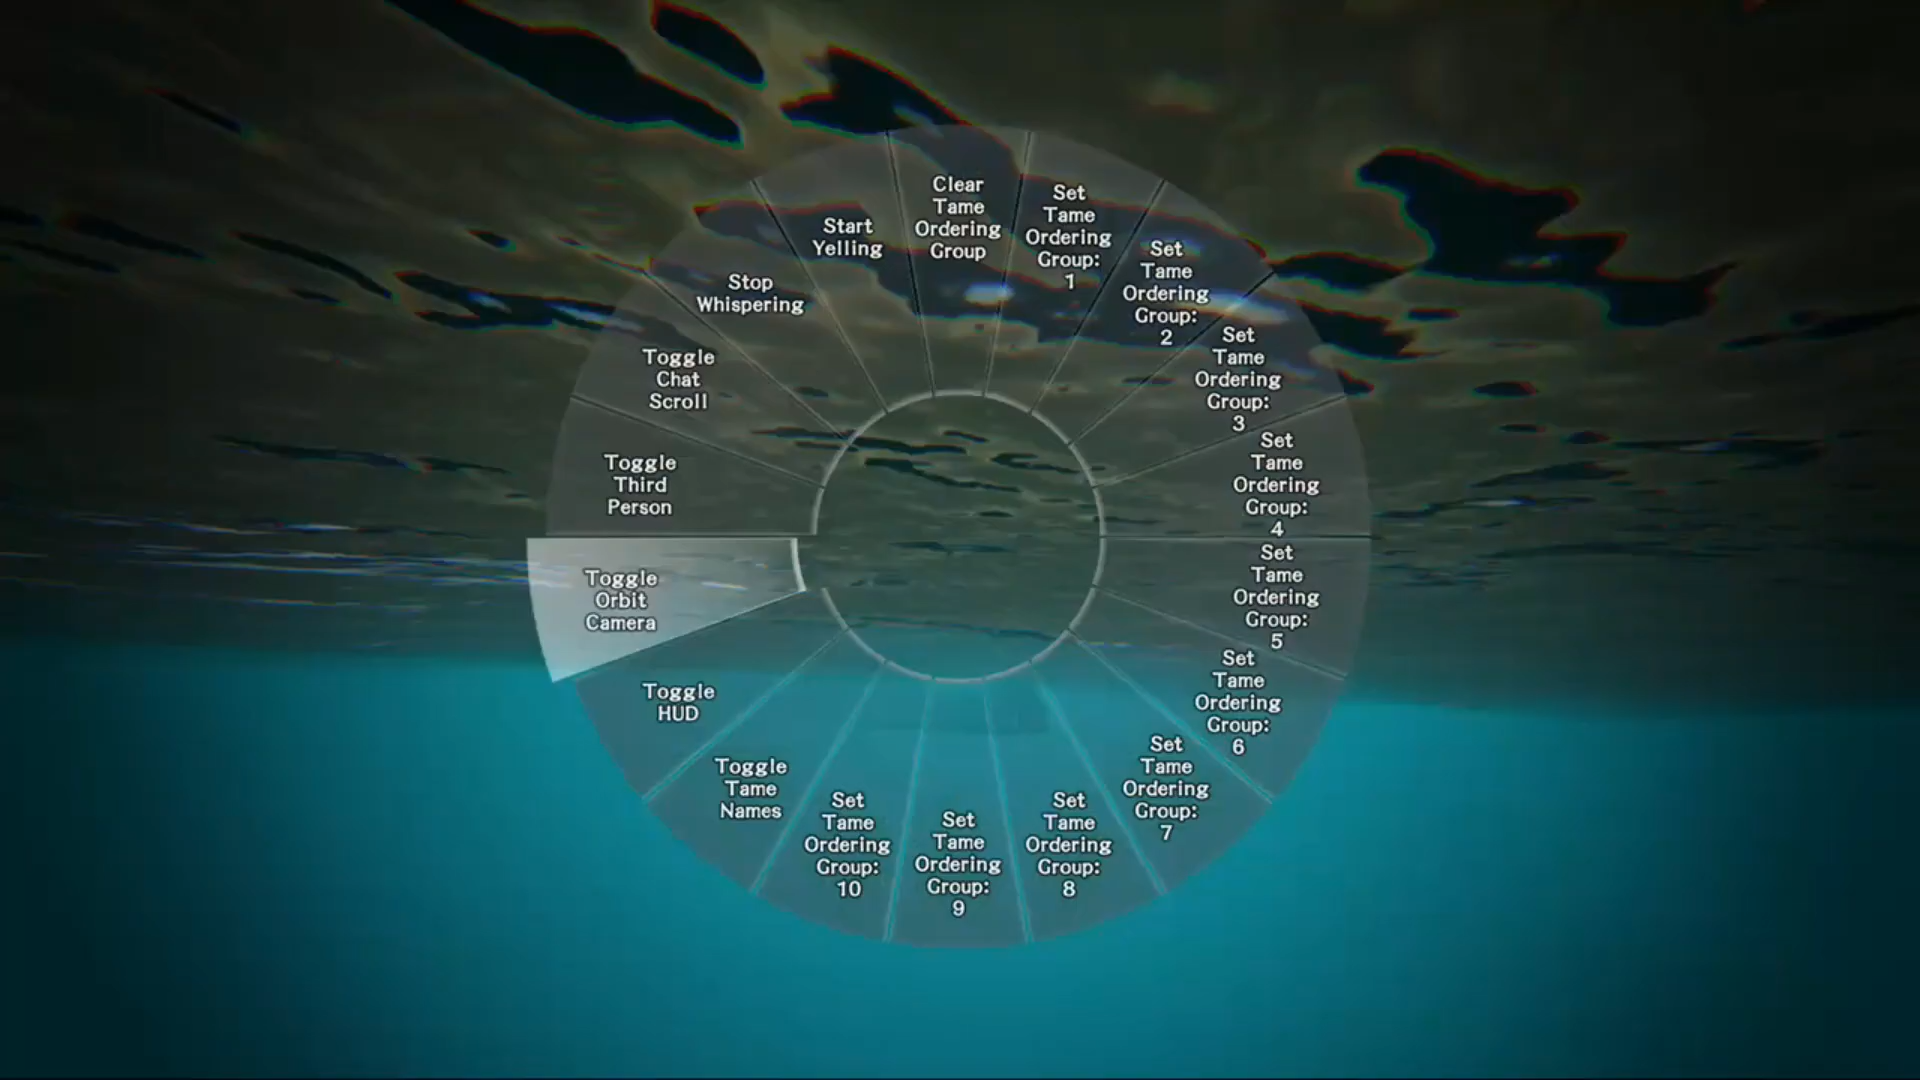 Clear
Tame
Ordering
Group
Set
Tame
Ordering
Group:
1
Set
Tame
Ordering
Group:
2
Set
Tame
Ordering
Group:
3
Set
Tame
Ordering
Group:
4
Set
Tame
Ordering
Group:
5
Set
Tame
Ordering
Group:
6
Set
Tame
Ordering
Group:
7
Set
Tame
Ordering
Group:
8
Set
Tame
Ordering
Group:
9
Set
Tame
Ordering
Group:
10
Toggle
Tame
Names
Toggle
HUD
Toggle
Orbit
Camera
Toggle
Third
Person
Toggle
Chat
Scroll
Stop
Whispering
Start
Yelling